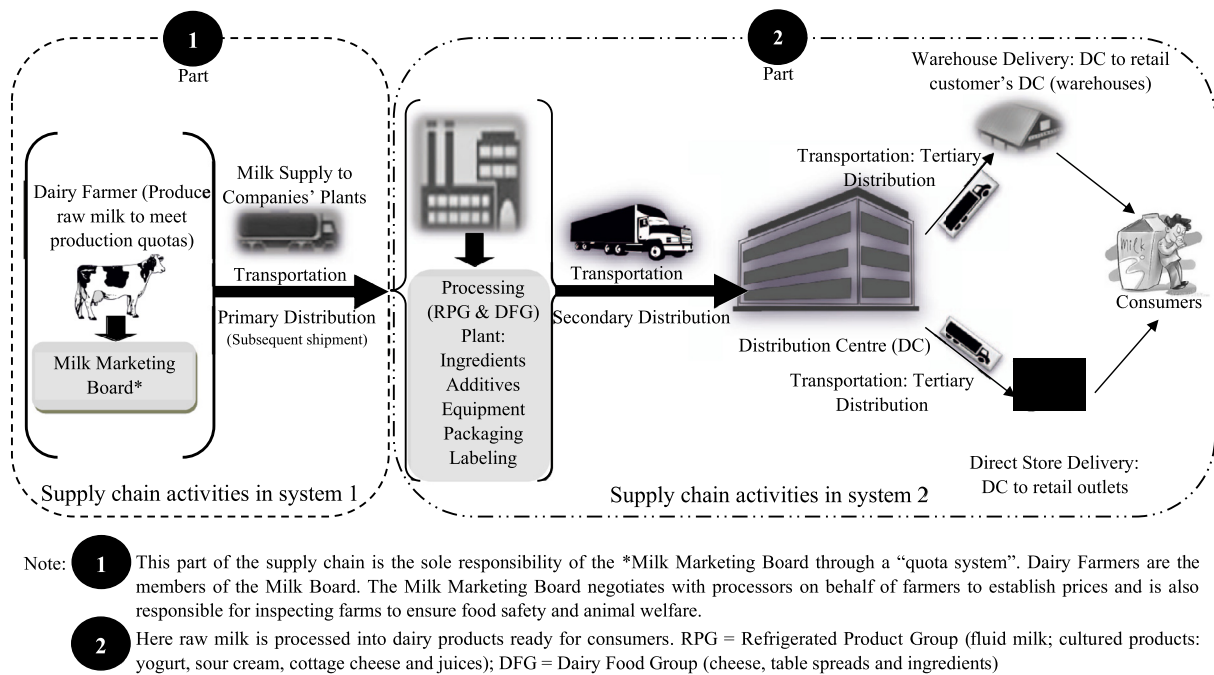 1
Part
2
Part
Dairy Farmer (Produce
raw milk to meet
production quotas)
Milk Marketing
Board*
Milk Supply to
Companies’ Plants
Transportation
Primary Distribution
(Subsequent shipment)
Supply chain activities in system 1
Processing
(RPG & DFG)
Plant:
Ingredients
Additives
Equipment
Packaging
Labeling
Transportation
Secondary Distribution
Distribution Centre (DC)
Warehouse Delivery: DC to retail
customer’s DC (warehouses)
Transportation: Tertiary
Distribution
Transportation: Tertiary
Distribution
Milk
Consumers
Direct Store Delivery:
DC to retail outlets
Supply chain activities in system 2
Note: 1 This part of the supply chain is the sole responsibility of the *Milk Marketing Board through a “quota system”. Dairy Farmers are the
members of the Milk Board. The Milk Marketing Board negotiates with processors on behalf of farmers to establish prices and is also
responsible for inspecting farms to ensure food safety and animal welfare.
2 Here raw milk is processed into dairy products ready for consumers. RPG = Refrigerated Product Group (fluid milk; cultured products:
yogurt, sour cream, cottage cheese and juices); DFG = Dairy Food Group (cheese, table spreads and ingredients)